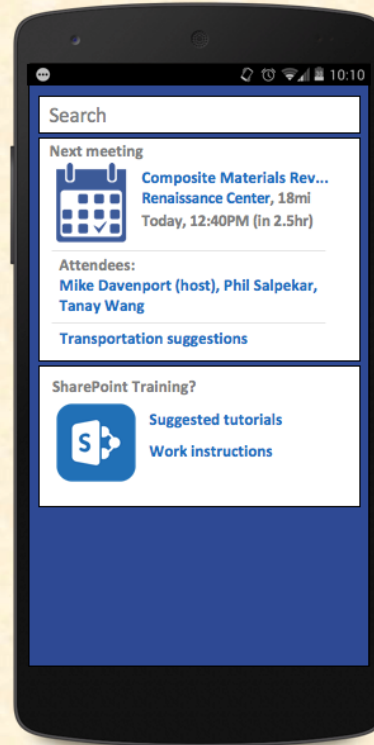 10:10
Search
Next meeting
Composite Materials Rev...
Renaissance Center, 18mi
Today, 12:40PM (in 2.5hr)
Attendees:
Mike Davenport (host), Phil Salpekar,
Tanay Wang
Transportation suggestions
SharePoint Training?
S
Suggested tutorials
Work instructions